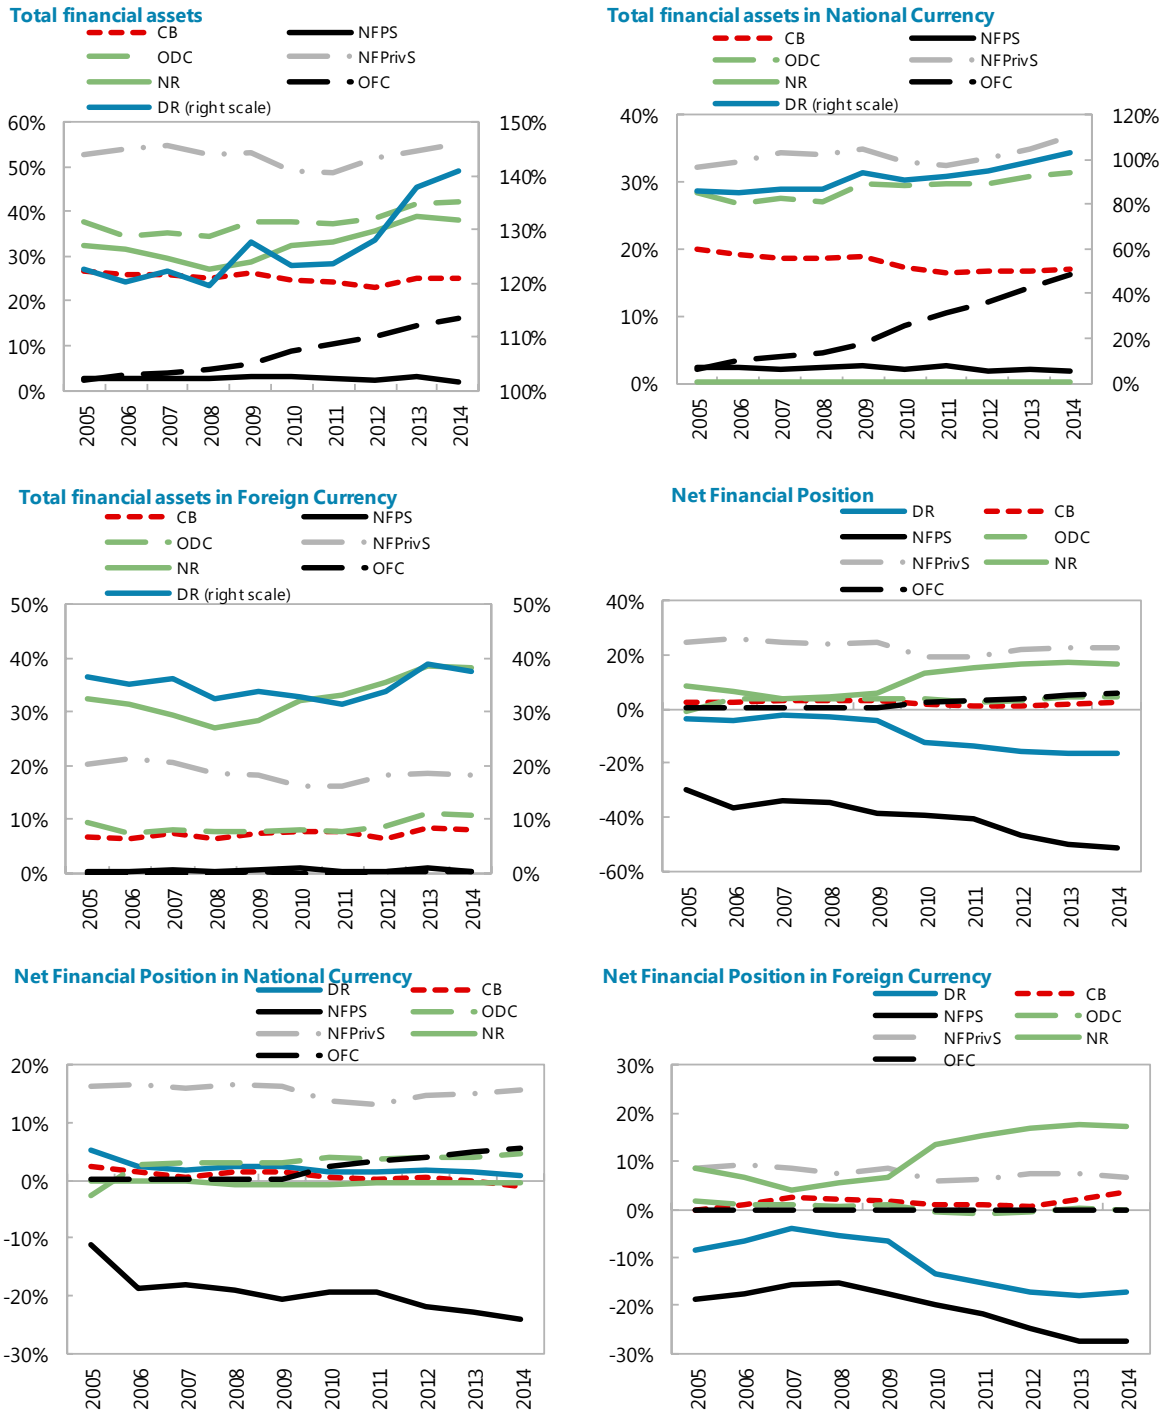 Total financial assets
CB NFPS
ODC NFPrivS
NR OFC
DR (right scale)
60% 150%
50% 140%
40% 130%
30% 120%
20% 110%
10% 100%
0%
2005 2006 2007 2008 2009 2010 2011 2012 2013 2014
Total financial assets in National Currency
CB NFPS
ODC NFPrivS
NR OFC
DR (right scale)
40% 120%
30% 100%
20% 80%
10% 60%
0% 40%
20%
0%
2005 2006 2007 2008 2009 2010 2011 2012 2013 2014
Total financial assets in Foreign Currency
CB NFPS
ODC NFPrivS
NR OFC
DR (right scale)
50% 50%
40% 40%
30% 30%
20% 20%
10% 10%
0% 0%
2005 2006 2007 2008 2009 2010 2011 2012 2013 2014
Net Financial Position
DR CB
NFPS ODC
NFPrivS NR
OFC
40%
20%
0%
-20%
-40%
-60%
2005 2006 2007 2008 2009 2010 2011 2012 2013 2014
Net Financial Position in National Currency
DR CB
NFPS ODC
NFPrivS NR
OFC
20%
10%
0%
-10%
-20%
-30%
2005 2006 2007 2008 2009 2010 2011 2012 2013 2014
Net Financial Position in Foreign Currency
DR CB
NFPS ODC
NFPrivS NR
OFC
30%
20%
10%
0%
-10%
-20%
-30%
2005 2006 2007 2008 2009 2010 2011 2012 2013 2014